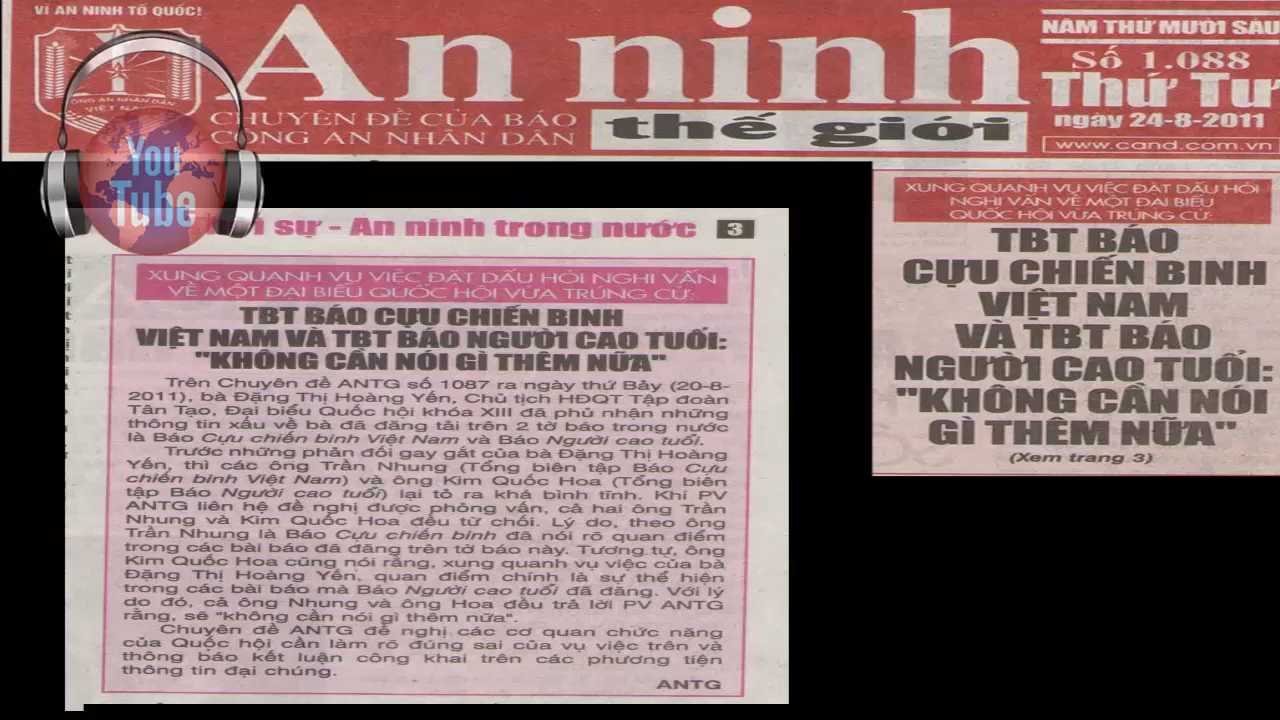 VÌ AN NINH TỔ QUỐC!
CÔNG AN NHÂN DÂN
VIỆT NAM
An ninh
thế giới
CHUYÊN ĐỀ CỦA BÁO
CÔNG AN NHÂN DÂN
NĂM THỨ MƯỜI SÁU
Số 1.088
Thứ Tư
ngày 24-8-2011
www.cand.com.vn
You
Tube
sự - An ninh trong nước 3
XUNG QUANH VỤ VIỆC ĐẶT DẤU HỎI NGHI VẤN
VỀ MỘT ĐẠI BIỂU QUỐC HỘI VỪA TRÚNG CỬ:
TBT BÁO CỰU CHIẾN BINH
VIỆT NAM VÀ TBT BÁO NGƯỜI CAO TUỔI:
"KHÔNG CẦN NÓI GÌ THÊM NỮA"
Trên Chuyên đề ANTG số 1087 ra ngày thứ Bảy (20-8-
2011), bà Đặng Thị Hoàng Yến, Chủ tịch HĐQT Tập đoàn
Tân Tạo, Đại biểu Quốc hội khóa XIII đã phủ nhận những
thông tin xấu về bà đã đăng tải trên 2 tờ báo trong nước
là Báo Cựu chiến binh Việt Nam và Báo Người cao tuổi.
Trước những phản đối gay gắt của bà Đặng Thị Hoàng
Yến, thì các ông Trần Nhung (Tổng biên tập Báo Cựu
chiến binh Việt Nam) và ông Kim Quốc Hoa (Tổng biên
tập Báo Người cao tuổi) lại tỏ ra khá bình tĩnh. Khi PV
ANTG liên hệ đề nghị được phỏng vấn, cả hai ông Trần
Nhung và Kim Quốc Hoa đều từ chối. Lý do, theo ông
Trần Nhung là Báo Cựu chiến binh đã nói rõ quan điểm
trong các bài báo đã đăng trên tờ báo này. Tương tự, ông
Kim Quốc Hoa cũng nói rằng, xung quanh vụ việc của bà
Đặng Thị Hoàng Yến, quan điểm chính là sự thể hiện
trong các bài báo mà Báo Người cao tuổi đã đăng. Với lý
do đó, cả ông Nhung và ông Hoa đều trả lời PV ANTG
rằng, sẽ "không cần nói gì thêm nữa".
Chuyên đề ANTG đề nghị các cơ quan chức năng
của Quốc hội cần làm rõ đúng sai của vụ việc trên và
thông báo kết luận công khai trên các phương tiện
thông tin đại chúng.
ANTG
XUNG QUANH VỤ VIỆC ĐẶT DẤU HỎI
NGHI VẤN VỀ MỘT ĐẠI BIỂU
QUỐC HỘI VỪA TRÚNG CỬ:
TBT BÁO
CỰU CHIẾN BINH
VIỆT NAM
VÀ TBT BÁO
NGƯỜI CAO TUỔI:
"KHÔNG CẦN NÓI
GÌ THÊM NỮA"
(Xem trang 3)